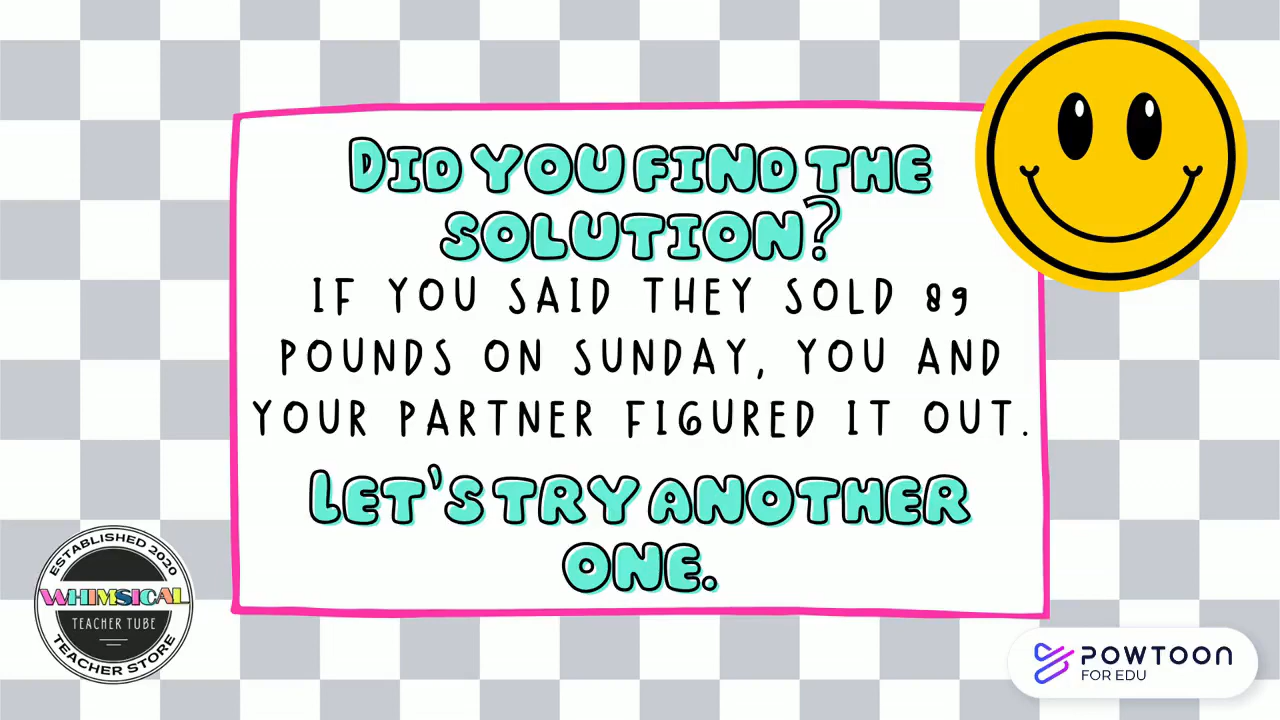 DID YOU FIND THE
SOLUTION?
IF YOU SAID THEY SOLD 89
POUNDS ON SUNDAY, YOU AND
YOUR PARTNER FIGURED IT OUT.
LET'S TRY ANOTHER
ONE.
ESTABLISHED 2020
WHIMSICAL
TEACHER TUBE
TEACHER STORE
POWTOON
FOR EDU